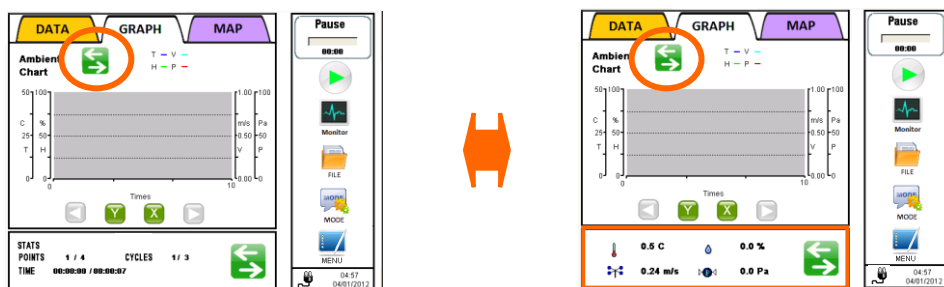 DATA GRAPH MAP
Ambient T V
Chart H P
50 100 1.00 100
C % m/s Pa
25 50 0.50 50
T H V P
0 0 0.00 0
0 10
Times
Y X
STATS
POINTS 1 / 4 CYCLES 1 / 3
TIME 00:00:00 / 00:00:07
Pause
00:00
Monitor
FILE
MODE
MODE
MENU
04:57
04/01/2012
DATA GRAPH MAP
Ambien T V
Chart H P
50 100 1.00 100
C % m/s Pa
25 50 0.50 50
T H V P
0 0 0.00 0
0 10
Times
Y X
0.5 C 0.0 %
0.24 m/s P 0.0 Pa
Pause
00:00
Monitor
FILE
MODE
MODE
MENU
04:57
04/01/2012